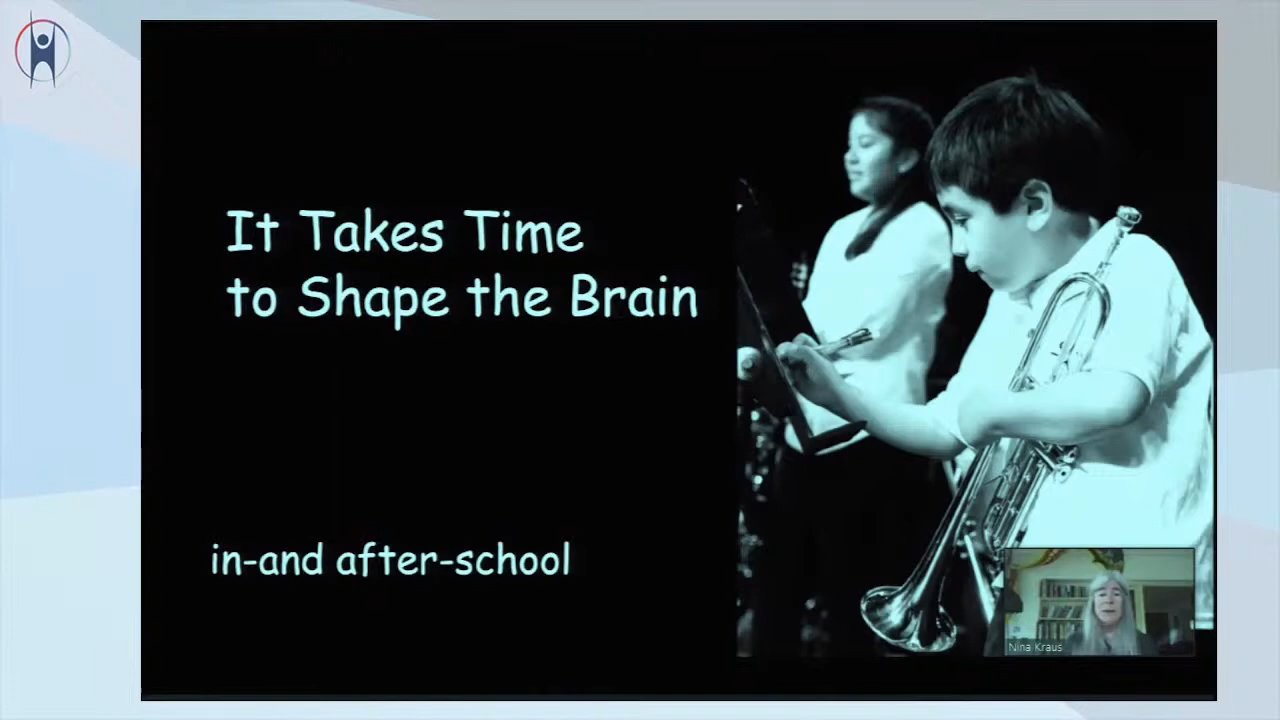 It Takes Time
to Shape the Brain
in-and after-school
Nina Kraus